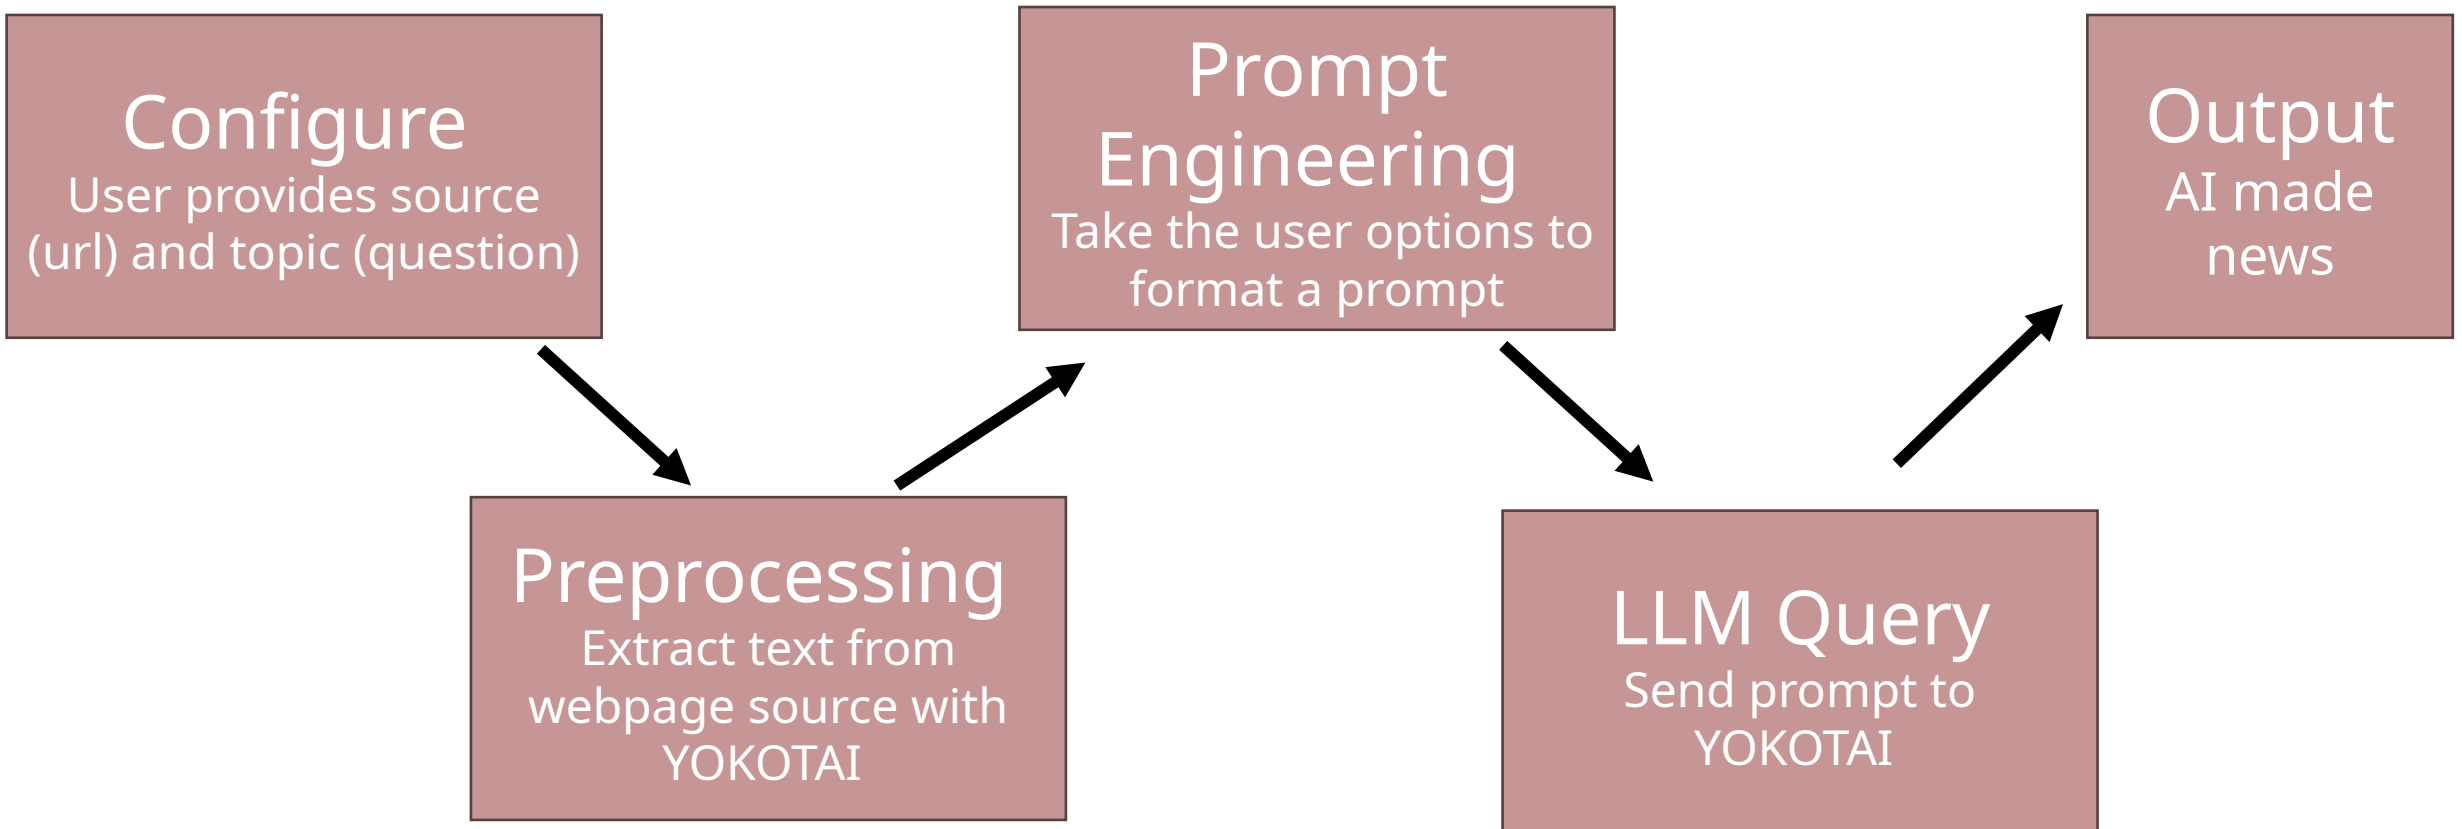 Configure
User provides source
(url) and topic (question)
Preprocessing
Extract text from
webpage source with
YOKOTAI
Prompt
Engineering
Take the user options to
format a prompt
LLM Query
Send prompt to
YOKOTAI
Output
AI made
news